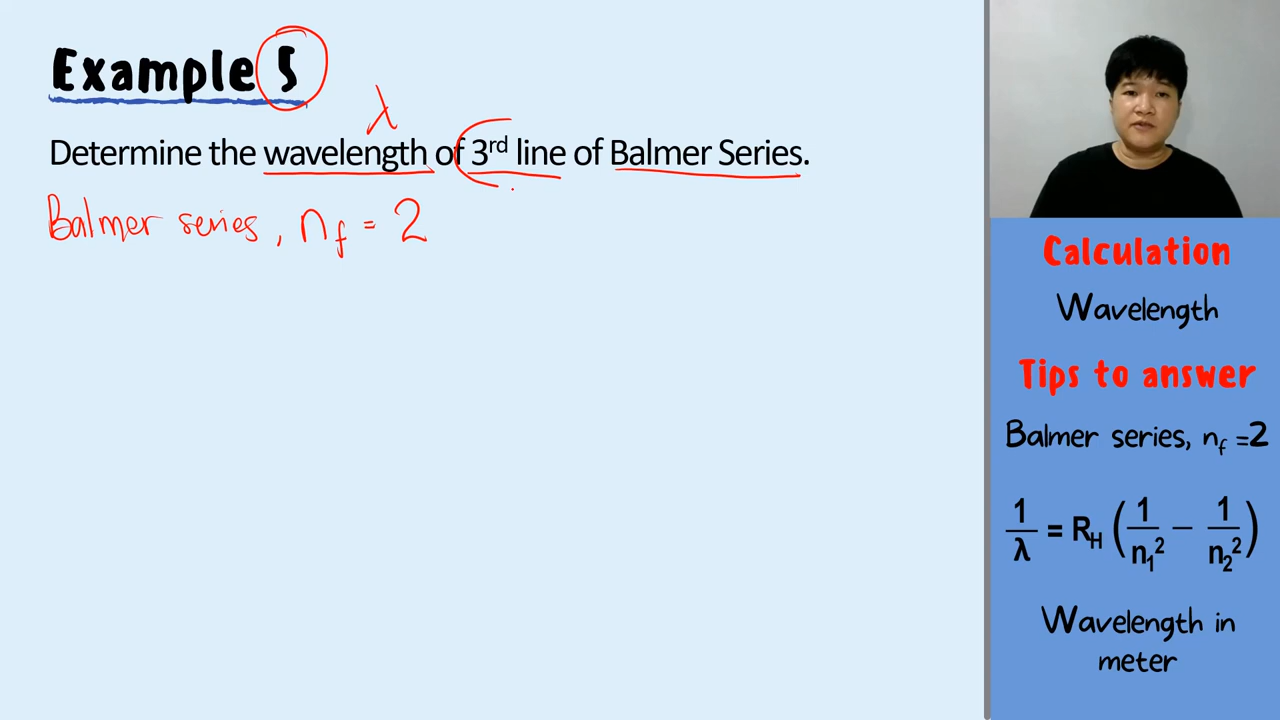 Example 5
λ
Determine the wavelength of 3rd line of Balmer Series.
Balmer series, nf = 2
Calculation
Wavelength
Tips to answer
Balmer series, nf =2
1/λ = RH (1/n1² − 1/n2²)
Wavelength in
meter